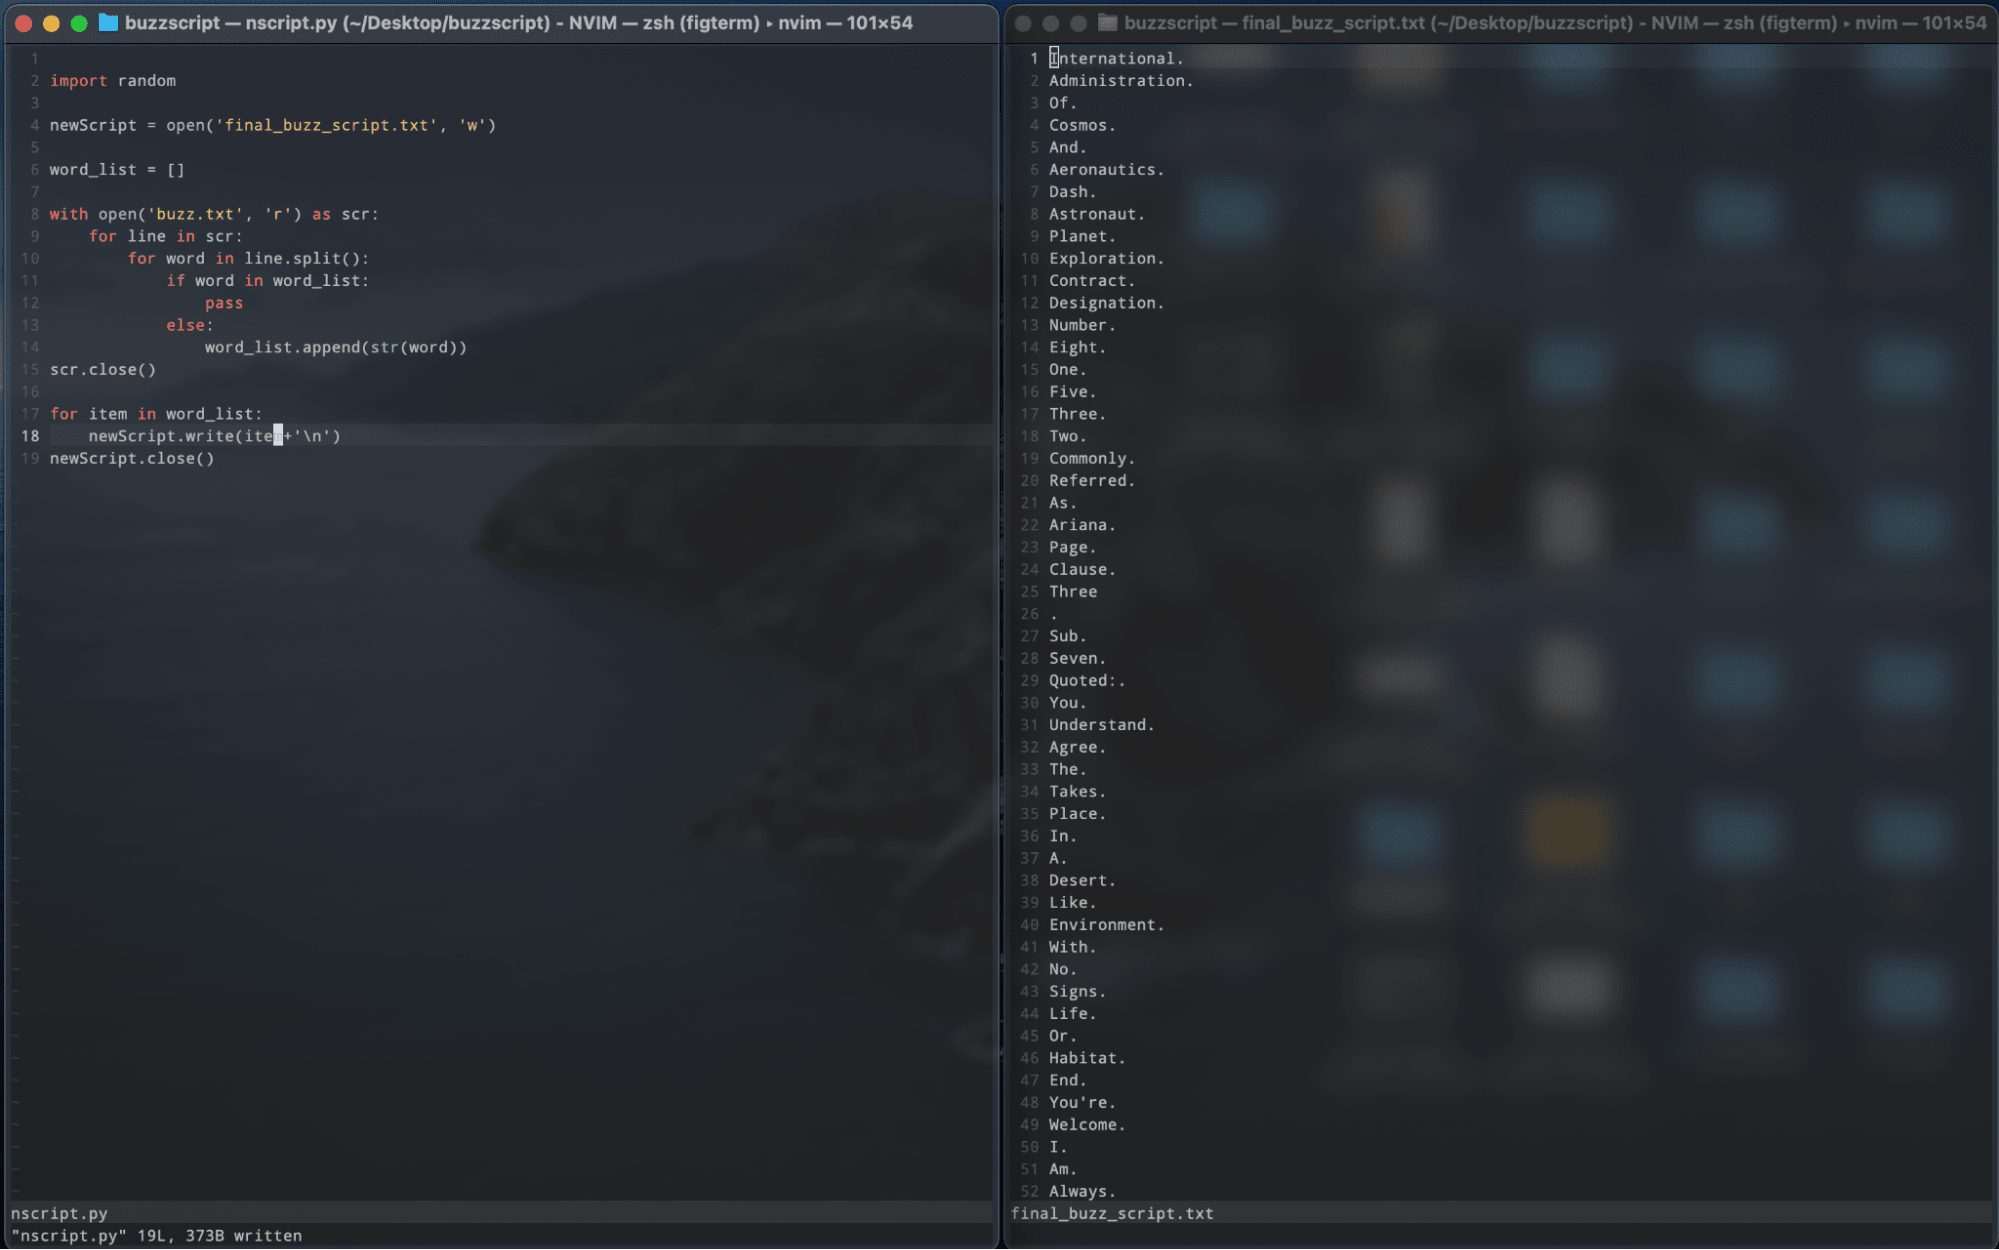 buzzscript — nscript.py (~/Desktop/buzzscript) - NVIM — zsh (figterm) ▸ nvim — 101×54
1
2 import random
3
4 newScript = open('final_buzz_script.txt', 'w')
5
6 word_list = []
7
8 with open('buzz.txt', 'r') as scr:
9     for line in scr:
10         for word in line.split():
11             if word in word_list:
12                 pass
13             else:
14                 word_list.append(str(word))
15 scr.close()
16
17 for item in word_list:
18     newScript.write(item+'\n')
19 newScript.close()
nscript.py
"nscript.py" 19L, 373B written
buzzscript — final_buzz_script.txt (~/Desktop/buzzscript) - NVIM — zsh (figterm) ▸ nvim — 101×54
1 International.
2 Administration.
3 Of.
4 Cosmos.
5 And.
6 Aeronautics.
7 Dash.
8 Astronaut.
9 Planet.
10 Exploration.
11 Contract.
12 Designation.
13 Number.
14 Eight.
15 One.
16 Five.
17 Three.
18 Two.
19 Commonly.
20 Referred.
21 As.
22 Ariana.
23 Page.
24 Clause.
25 Three
26 .
27 Sub.
28 Seven.
29 Quoted:.
30 You.
31 Understand.
32 Agree.
33 The.
34 Takes.
35 Place.
36 In.
37 A.
38 Desert.
39 Like.
40 Environment.
41 With.
42 No.
43 Signs.
44 Life.
45 Or.
46 Habitat.
47 End.
48 You're.
49 Welcome.
50 I.
51 Am.
52 Always.
final_buzz_script.txt